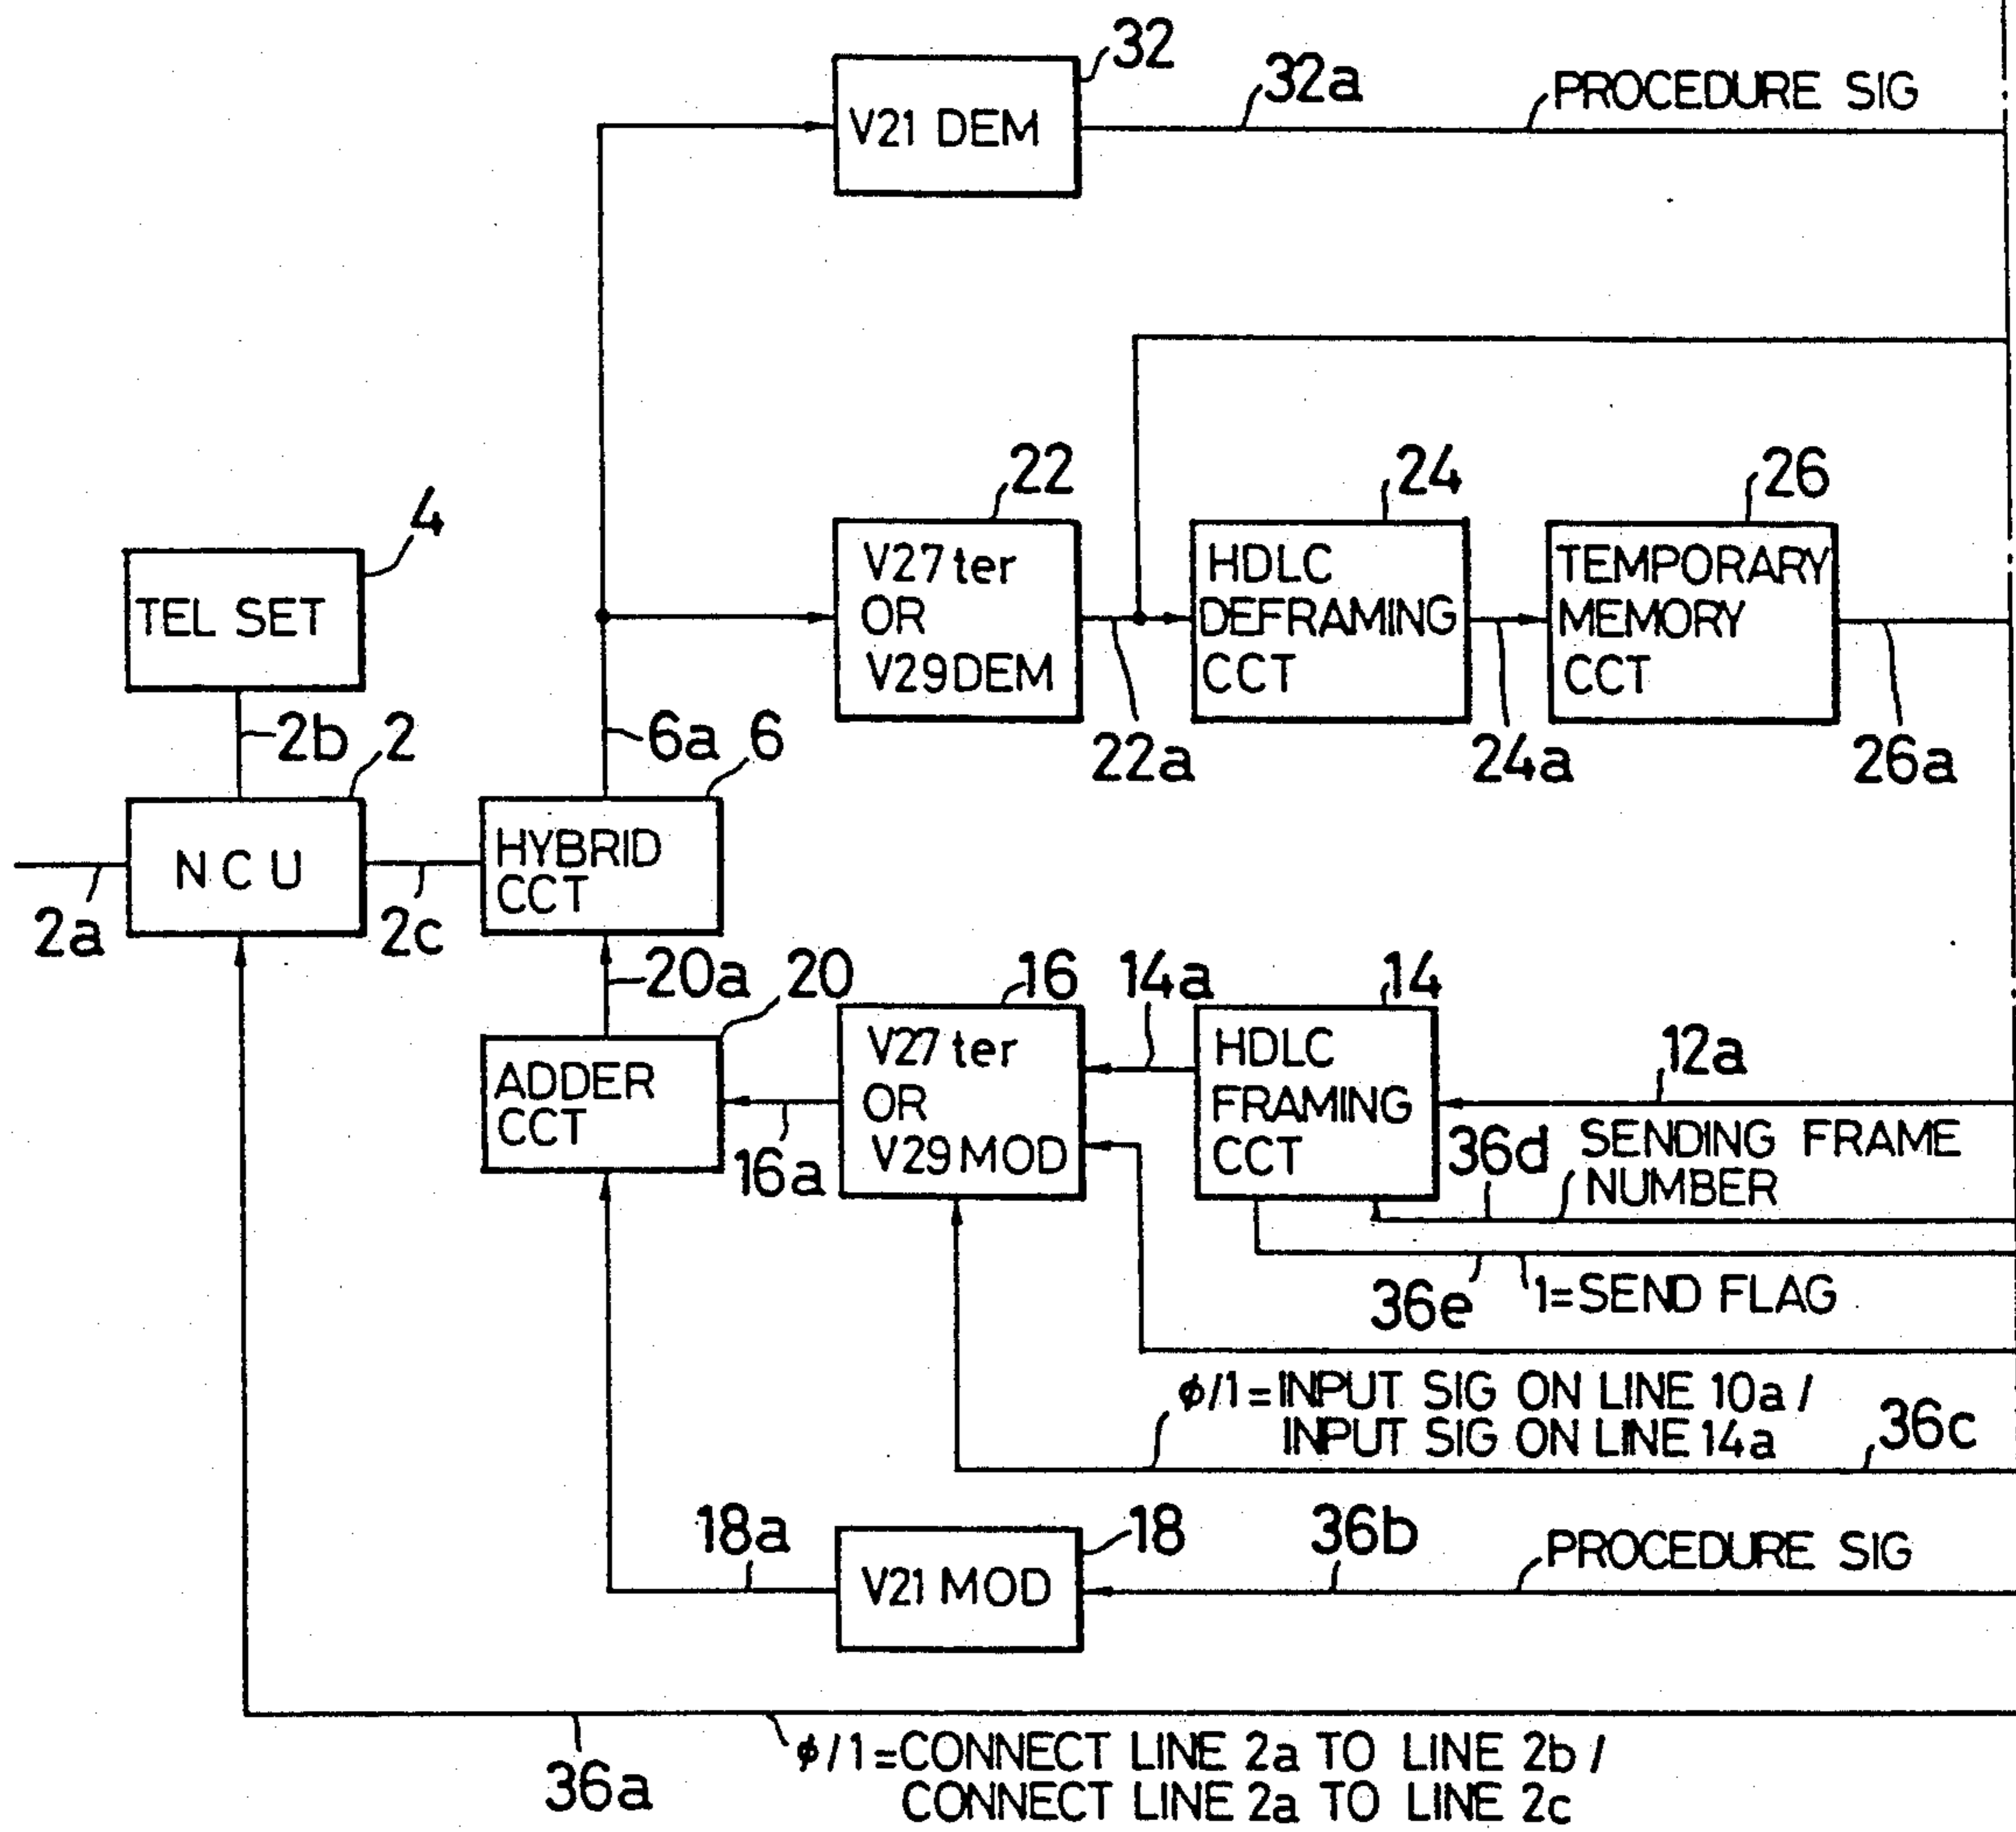 32
32a
PROCEDURE SIG
V21 DEM
22
24
26
4
TEL SET
V27 ter
OR
V29 DEM
HDLC
DEFRAMING
CCT
TEMPORARY
MEMORY
CCT
2b
2
6a
6
22a
24a
26a
NCU
HYBRID
CCT
2a
2c
20a
20
16
14a
14
12a
ADDER
CCT
V27 ter
OR
V29 MOD
HDLC
FRAMING
CCT
16a
36d
SENDING FRAME
NUMBER
36e
1=SEND FLAG
ϕ/1=INPUT SIG ON LINE 10a /
INPUT SIG ON LINE 14a
36c
18a
18
36b
PROCEDURE SIG
V21 MOD
36a
ϕ/1=CONNECT LINE 2a TO LINE 2b /
CONNECT LINE 2a TO LINE 2c